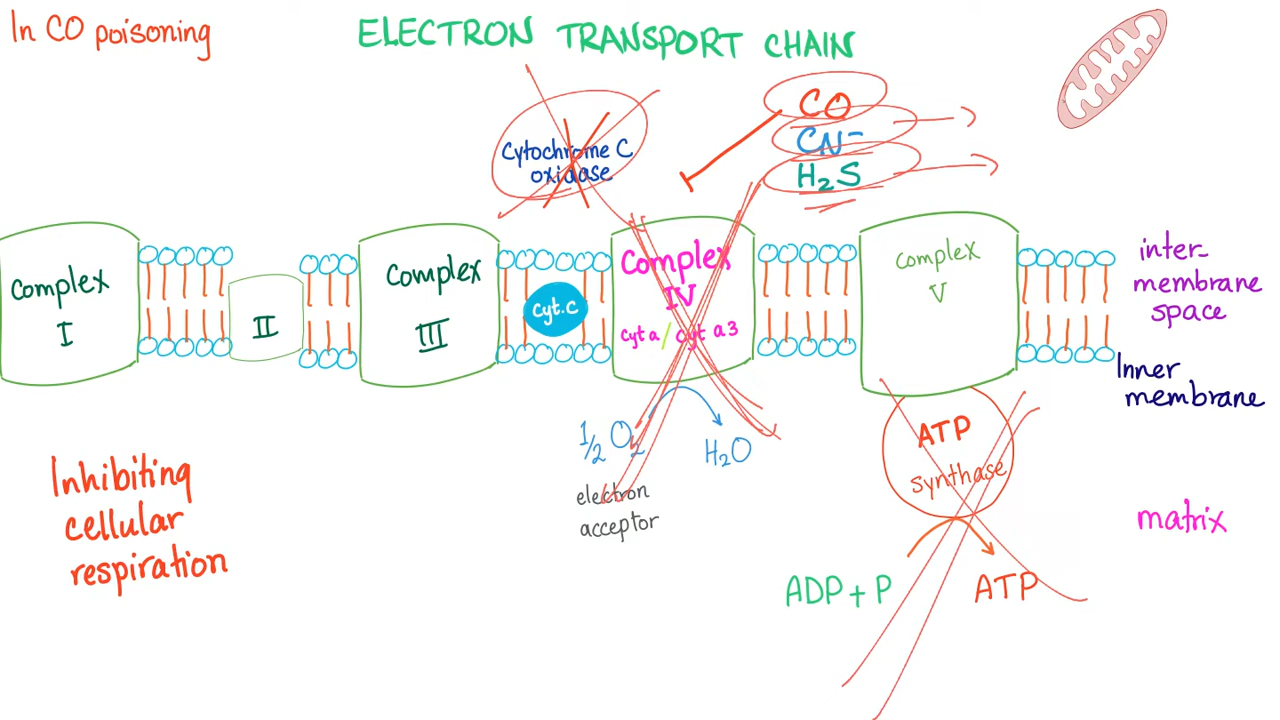 In CO poisoning
ELECTRON TRANSPORT CHAIN
Cytochrome C
oxidase
CO
CN-
H₂S
Complex
I
II
Complex
III
Cyt.C
Complex
IV
Cyt a / Cyt a3
complex
V
inter-
membrane
space
Inner
membrane
1/2 O₂
H₂O
electron
acceptor
ATP
synthase
ADP + P
ATP
matrix
Inhibiting
cellular
respiration